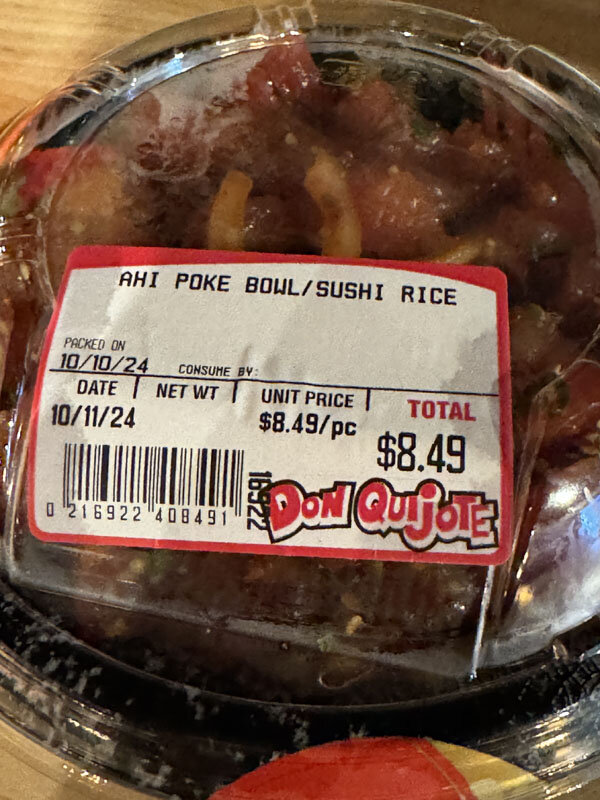 AHI POKE BOWL/SUSHI RICE
PACKED ON
10/10/24 CONSUME BY:
DATE NET WT UNIT PRICE TOTAL
10/11/24 $8.49/pc $8.49
16922
0 216922 408491
DON QUIJOTE